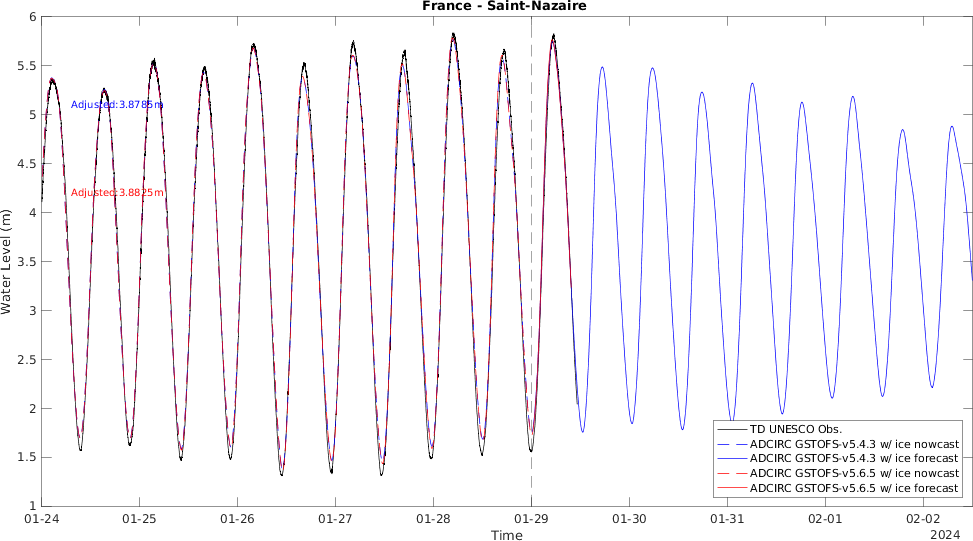 France - Saint-Nazaire
6
5.5
5
4.5
4
3.5
3
2.5
2
1.5
1
Water Level (m)
Adjusted:3.8785m
Adjusted:3.8825m
TD UNESCO Obs.
ADCIRC GSTOFS-v5.4.3 w/ ice nowcast
ADCIRC GSTOFS-v5.4.3 w/ ice forecast
ADCIRC GSTOFS-v5.6.5 w/ ice nowcast
ADCIRC GSTOFS-v5.6.5 w/ ice forecast
01-24 01-25 01-26 01-27 01-28 01-29 01-30 01-31 02-01 02-02
Time
2024